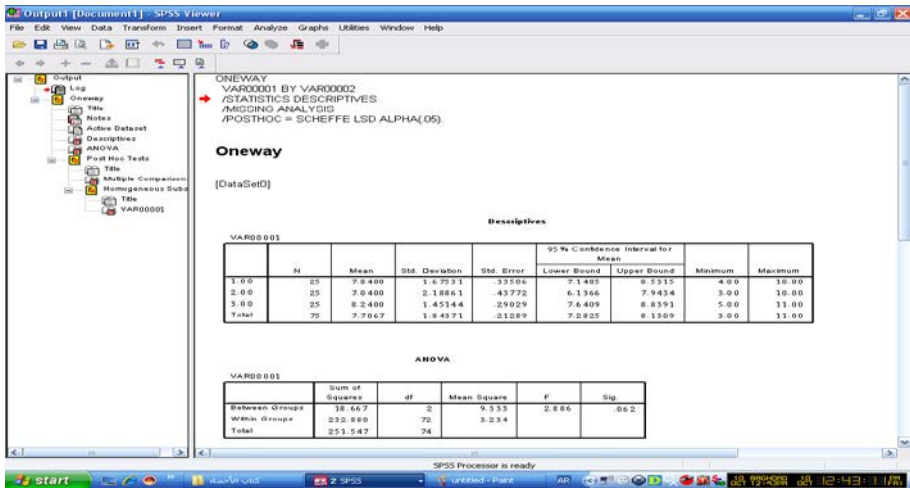 Output1 [Document1] - SPSS Viewer
File Edit View Data Transform Insert Format Analyze Graphs Utilities Window Help
Output
Log
Oneway
Title
Notes
Active Dataset
Descriptives
ANOVA
Post Hoc Tests
Title
Multiple Comparison
Homogeneous Subs
Title
VAR00001
ONEWAY
VAR00001 BY VAR00002
/STATISTICS DESCRIPTIVES
/MISSING ANALYSIS
/POSTHOC = SCHEFFE LSD ALPHA(.05).
Oneway
[DataSet0]
Descriptives
VAR00001
95% Confidence Interval for Mean
N Mean Std. Deviation Std. Error Lower Bound Upper Bound Minimum Maximum
1.00 25 7.8400 1.67531 .33506 7.1485 8.5315 4.00 10.00
2.00 25 7.0400 2.18861 .43772 6.1366 7.9434 3.00 10.00
3.00 25 8.2400 1.45144 .29029 7.6409 8.8391 5.00 11.00
Total 75 7.7067 1.84371 .21289 7.2825 8.1309 3.00 11.00
ANOVA
VAR00001
Sum of Squares df Mean Square F Sig.
Between Groups 18.667 2 9.333 2.886 .062
Within Groups 232.880 72 3.234
Total 251.547 74
SPSS Processor is ready
start
2 SPSS
untitled - Paint
AR